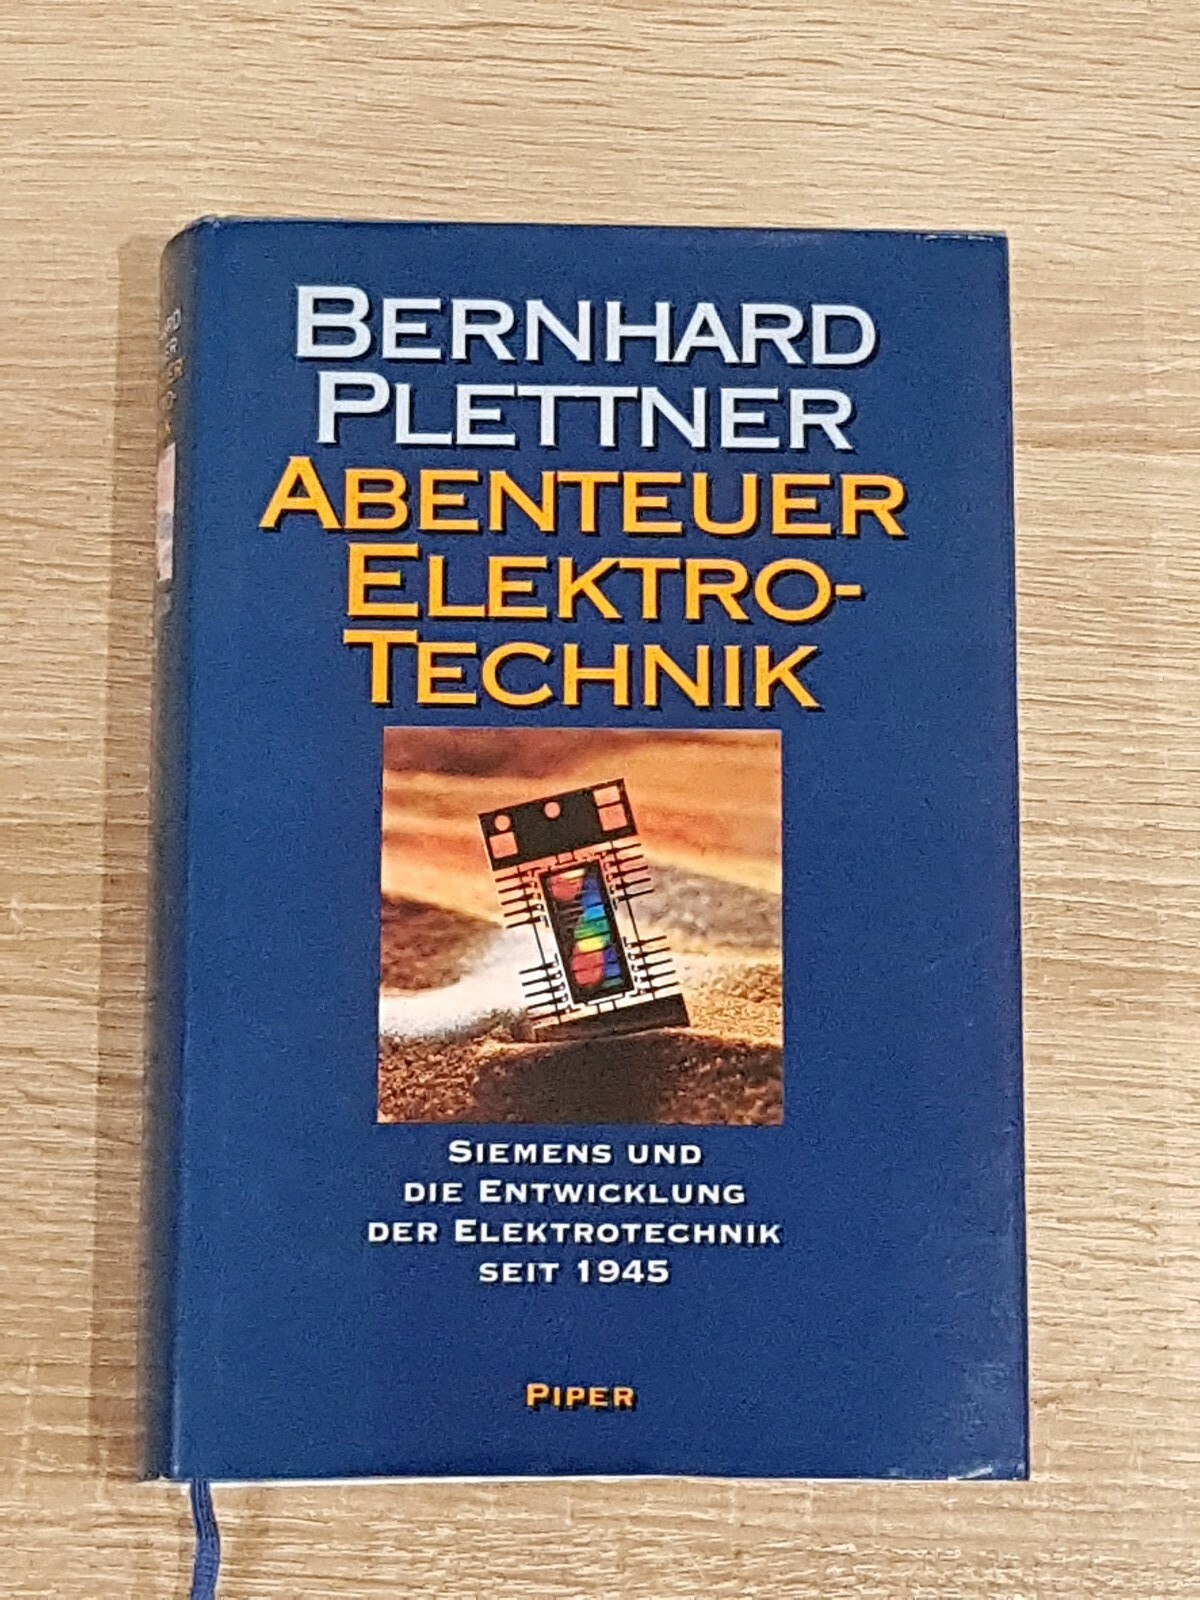 BERNHARD
PLETTNER
ABENTEUER
ELEKTRO-
TECHNIK
SIEMENS UND
DIE ENTWICKLUNG
DER ELEKTROTECHNIK
SEIT 1945
PIPER